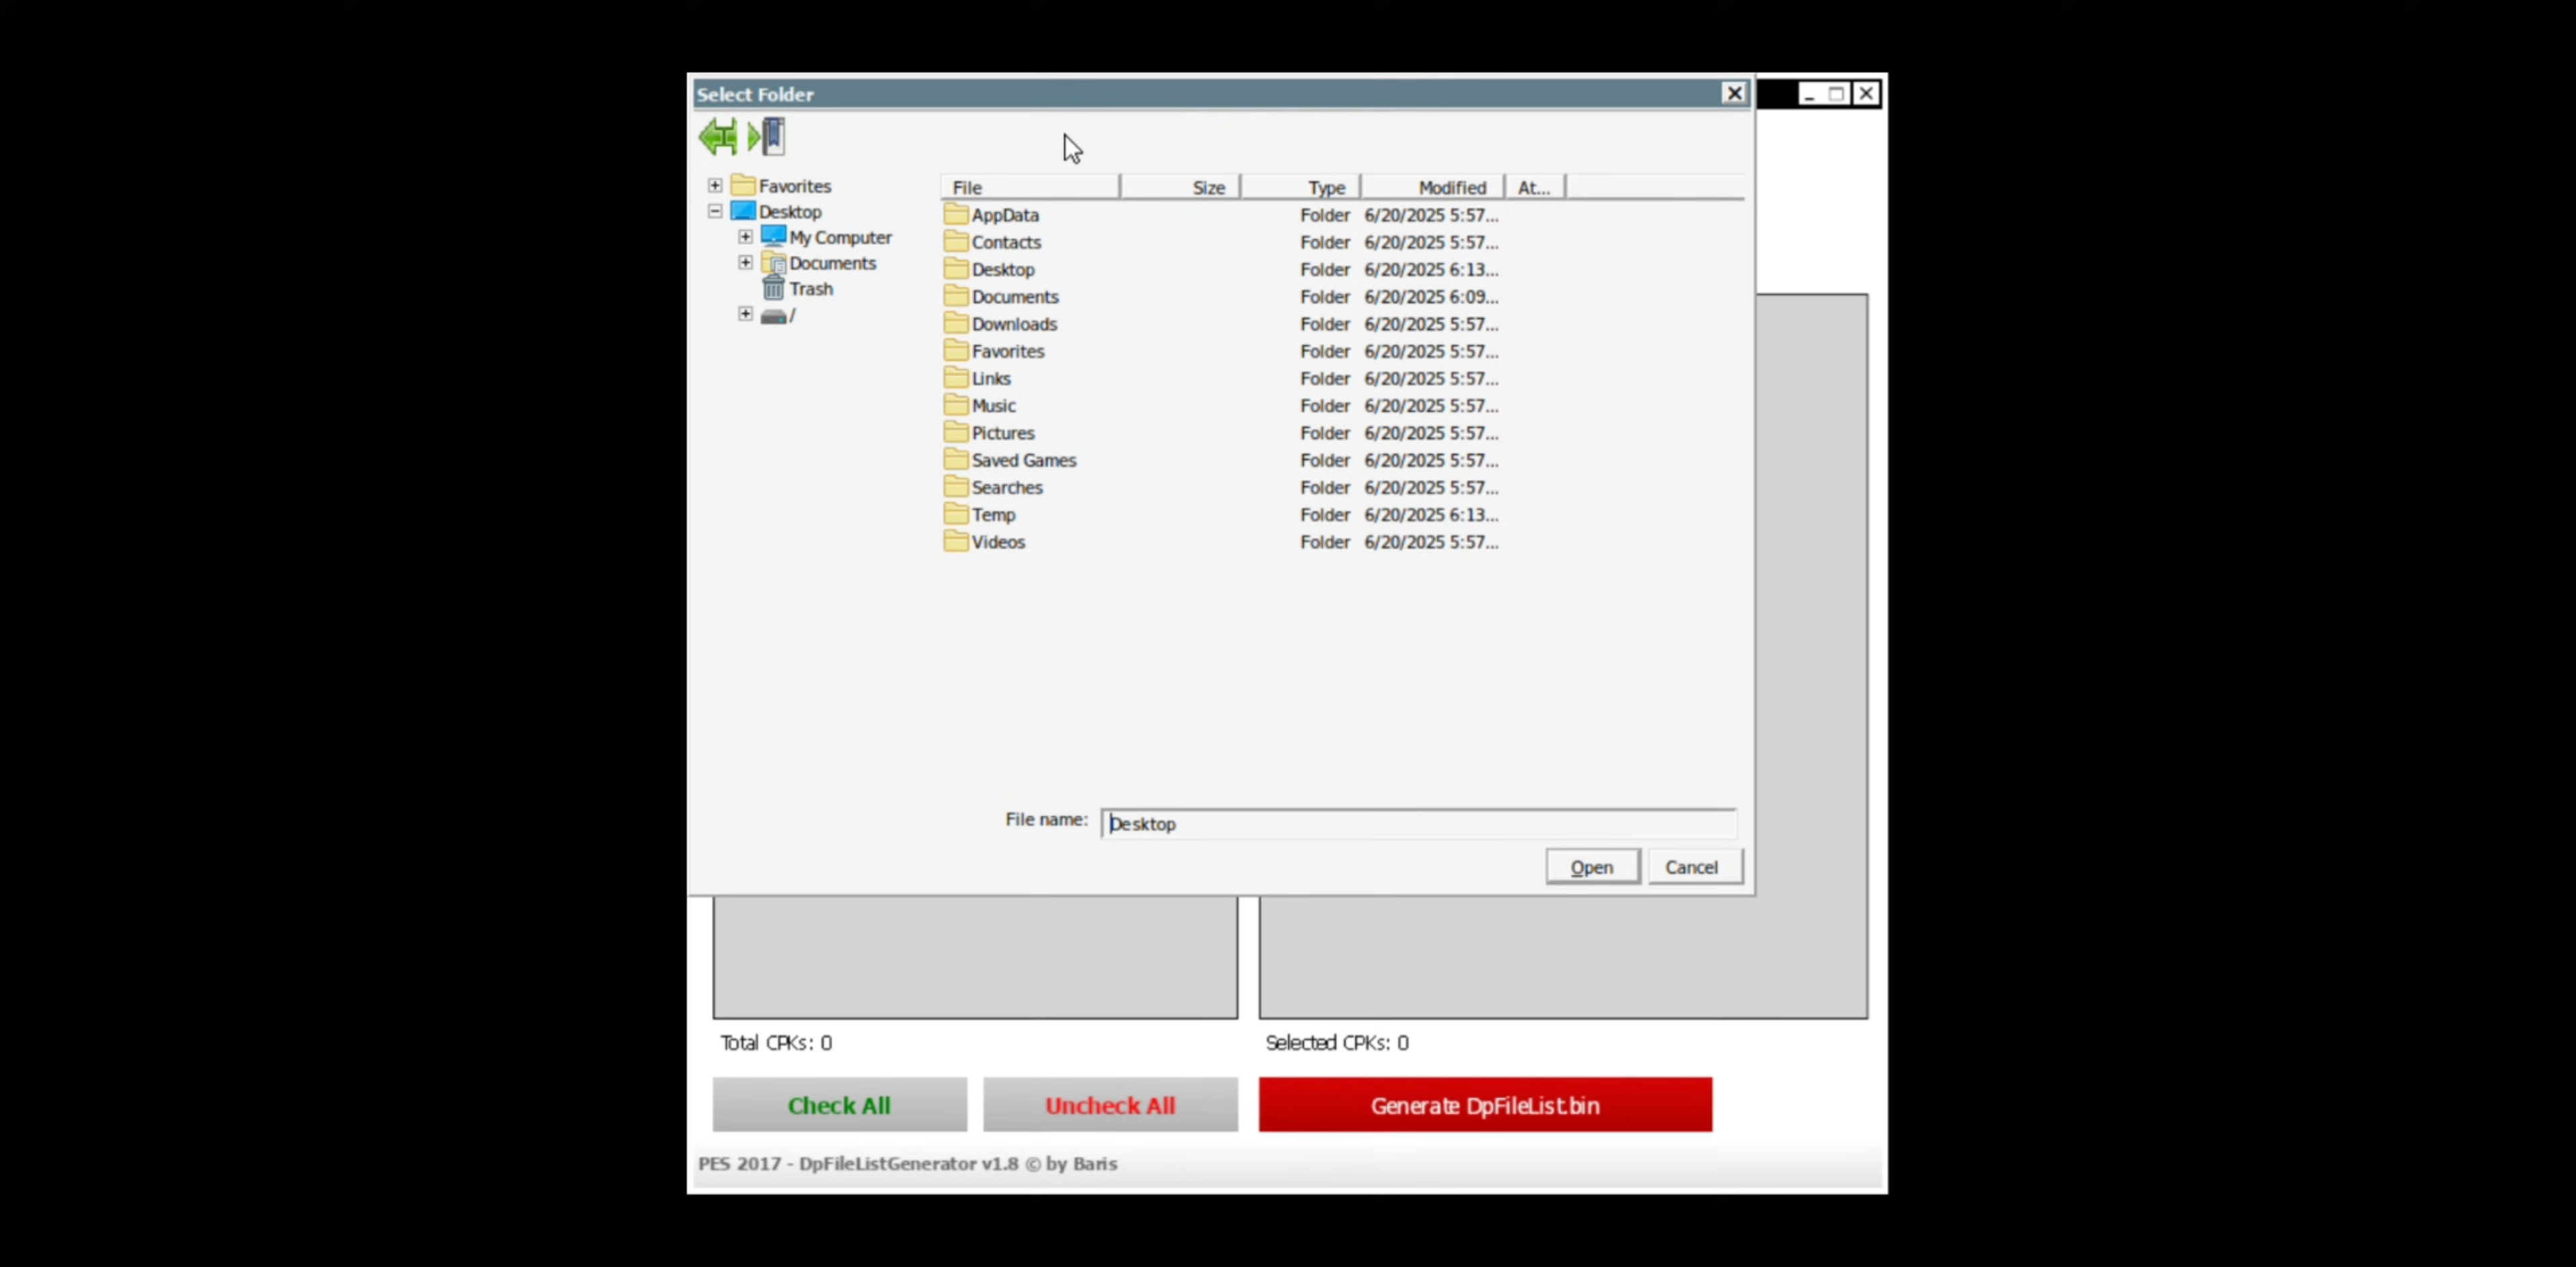 Select Folder
Favorites
Desktop
My Computer
Documents
Trash
/
File Size Type Modified At...
AppData Folder 6/20/2025 5:57...
Contacts Folder 6/20/2025 5:57...
Desktop Folder 6/20/2025 6:13...
Documents Folder 6/20/2025 6:09...
Downloads Folder 6/20/2025 5:57...
Favorites Folder 6/20/2025 5:57...
Links Folder 6/20/2025 5:57...
Music Folder 6/20/2025 5:57...
Pictures Folder 6/20/2025 5:57...
Saved Games Folder 6/20/2025 5:57...
Searches Folder 6/20/2025 5:57...
Temp Folder 6/20/2025 6:13...
Videos Folder 6/20/2025 5:57...
File name: Desktop
Open Cancel
Total CPKs: 0 Selected CPKs: 0
Check All Uncheck All Generate DpFileList.bin
PES 2017 - DpFileListGenerator v1.8 © by Baris